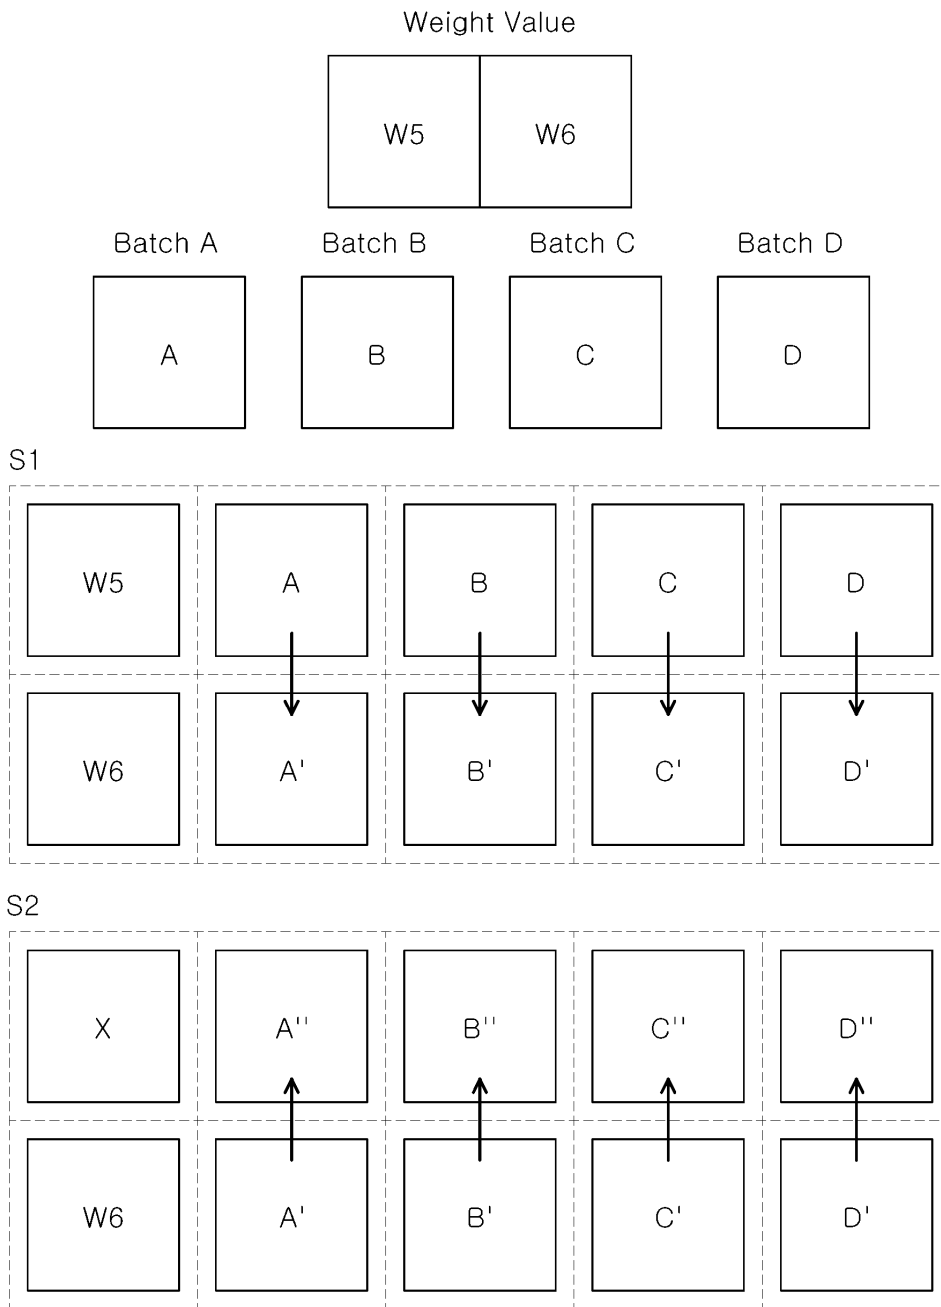 Weight Value
W5 W6
Batch A Batch B Batch C Batch D
A B C D
S1
W5 A B C D
W6 A' B' C' D'
S2
X A'' B'' C'' D''
W6 A' B' C' D'